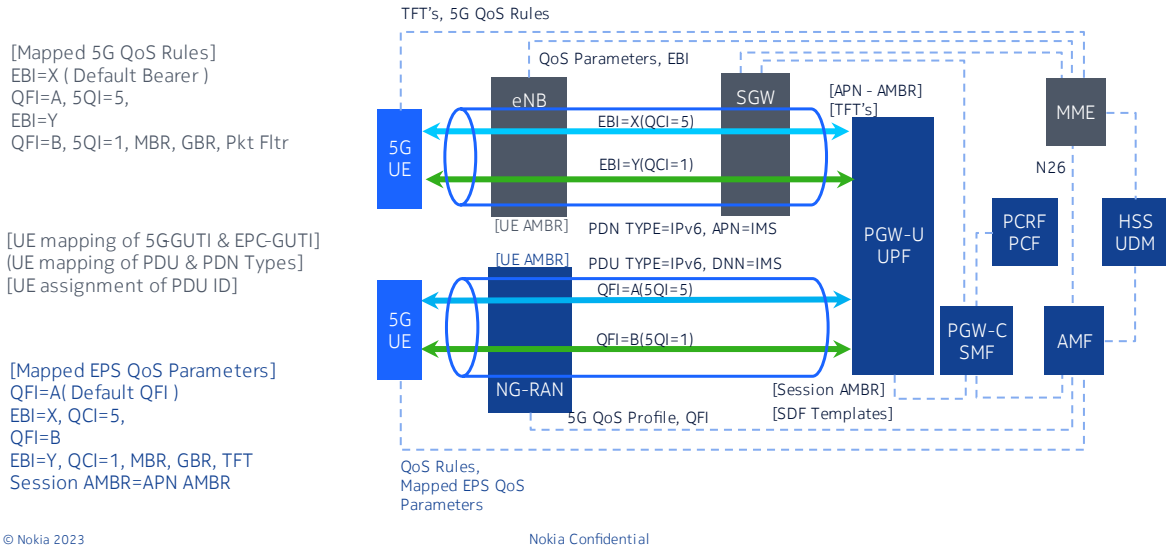 TFT's, 5G QoS Rules
[Mapped 5G QoS Rules]
EBI=X ( Default Bearer )
QFI=A, 5QI=5,
EBI=Y
QFI=B, 5QI=1, MBR, GBR, Pkt Fltr
QoS Parameters, EBI
eNB
SGW
[APN - AMBR]
[TFT's]
MME
EBI=X(QCI=5)
5G
UE
EBI=Y(QCI=1)
N26
[UE AMBR]
PDN TYPE=IPv6, APN=IMS
PGW-U
UPF
PCRF
PCF
HSS
UDM
[UE mapping of 5GGUTI & EPC-GUTI]
(UE mapping of PDU & PDN Types]
[UE assignment of PDU ID]
[UE AMBR]
PDU TYPE=IPv6, DNN=IMS
QFI=A(5QI=5)
5G
UE
QFI=B(5QI=1)
PGW-C
SMF
AMF
NG-RAN
[Session AMBR]
[SDF Templates]
5G QoS Profile, QFI
[Mapped EPS QoS Parameters]
QFI=A( Default QFI )
EBI=X, QCI=5,
QFI=B
EBI=Y, QCI=1, MBR, GBR, TFT
Session AMBR=APN AMBR
QoS Rules,
Mapped EPS QoS
Parameters
© Nokia 2023
Nokia Confidential